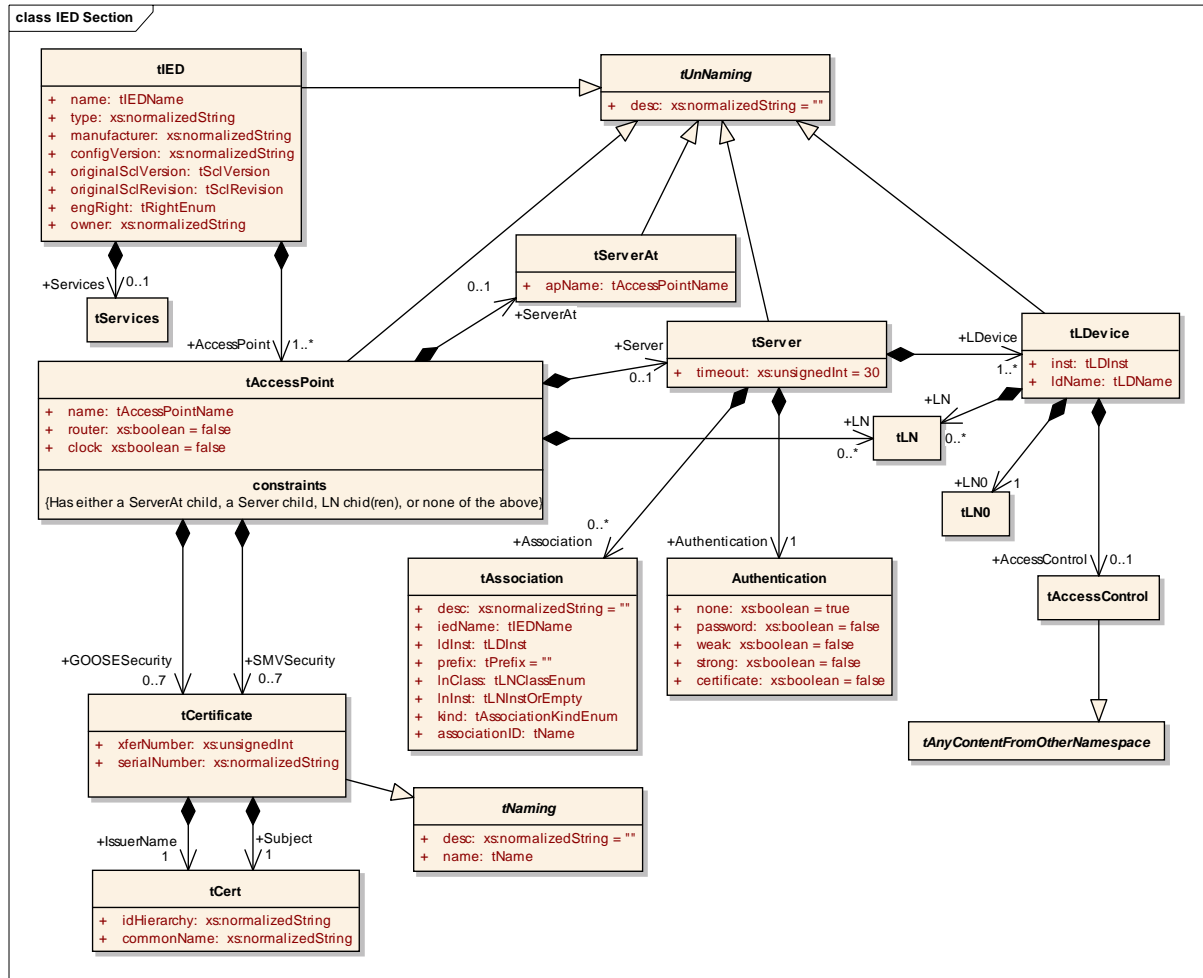 class IED Section
tIED
+ name: tIEDName
+ type: xs:normalizedString
+ manufacturer: xs:normalizedString
+ configVersion: xs:normalizedString
+ originalSclVersion: tSclVersion
+ originalSclRevision: tSclRevision
+ engRight: tRightEnum
+ owner: xs:normalizedString
tUnNaming
+ desc: xs:normalizedString = ""
+Services
0..1
tServices
+AccessPoint
1..*
tServerAt
+ apName: tAccessPointName
0..1
+ServerAt
tAccessPoint
+ name: tAccessPointName
+ router: xs:boolean = false
+ clock: xs:boolean = false
constraints
{Has either a ServerAt child, a Server child, LN chid(ren), or none of the above}
+Server
0..1
tServer
+ timeout: xs:unsignedInt = 30
+LDevice
1..*
tLDevice
+ inst: tLDInst
+ ldName: tLDName
+LN
0..*
tLN
+LN
0..*
+LN0
1
tLN0
+AccessControl
0..1
tAccessControl
tAnyContentFromOtherNamespace
0..*
+Association
tAssociation
+ desc: xs:normalizedString = ""
+ iedName: tIEDName
+ ldInst: tLDInst
+ prefix: tPrefix = ""
+ lnClass: tLNClassEnum
+ lnInst: tLNInstOrEmpty
+ kind: tAssociationKindEnum
+ associationID: tName
+Authentication
1
Authentication
+ none: xs:boolean = true
+ password: xs:boolean = false
+ weak: xs:boolean = false
+ strong: xs:boolean = false
+ certificate: xs:boolean = false
+GOOSESecurity
0..7
+SMVSecurity
0..7
tCertificate
+ xferNumber: xs:unsignedInt
+ serialNumber: xs:normalizedString
tNaming
+ desc: xs:normalizedString = ""
+ name: tName
+IssuerName
1
+Subject
1
tCert
+ idHierarchy: xs:normalizedString
+ commonName: xs:normalizedString